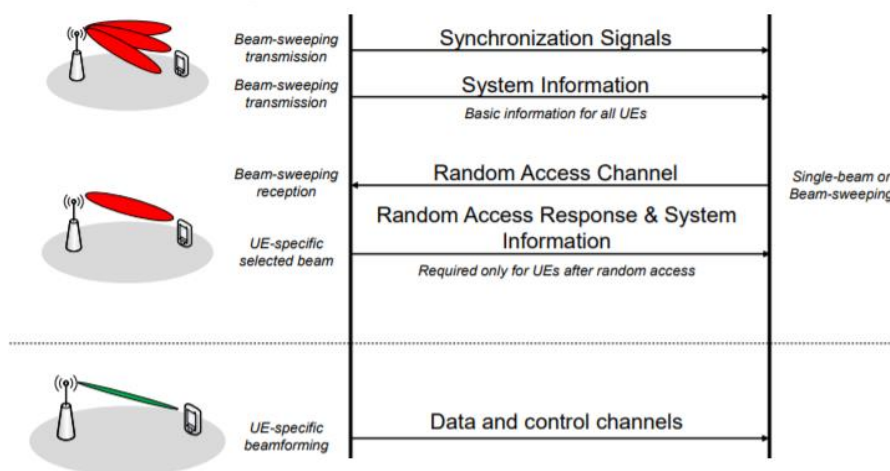 Beam-sweeping
transmission
Synchronization Signals
Beam-sweeping
transmission
System Information
Basic information for all UEs
Beam-sweeping
reception
Random Access Channel
Single-beam or
Beam-sweeping
Random Access Response & System
Information
UE-specific
selected beam
Required only for UEs after random access
UE-specific
beamforming
Data and control channels